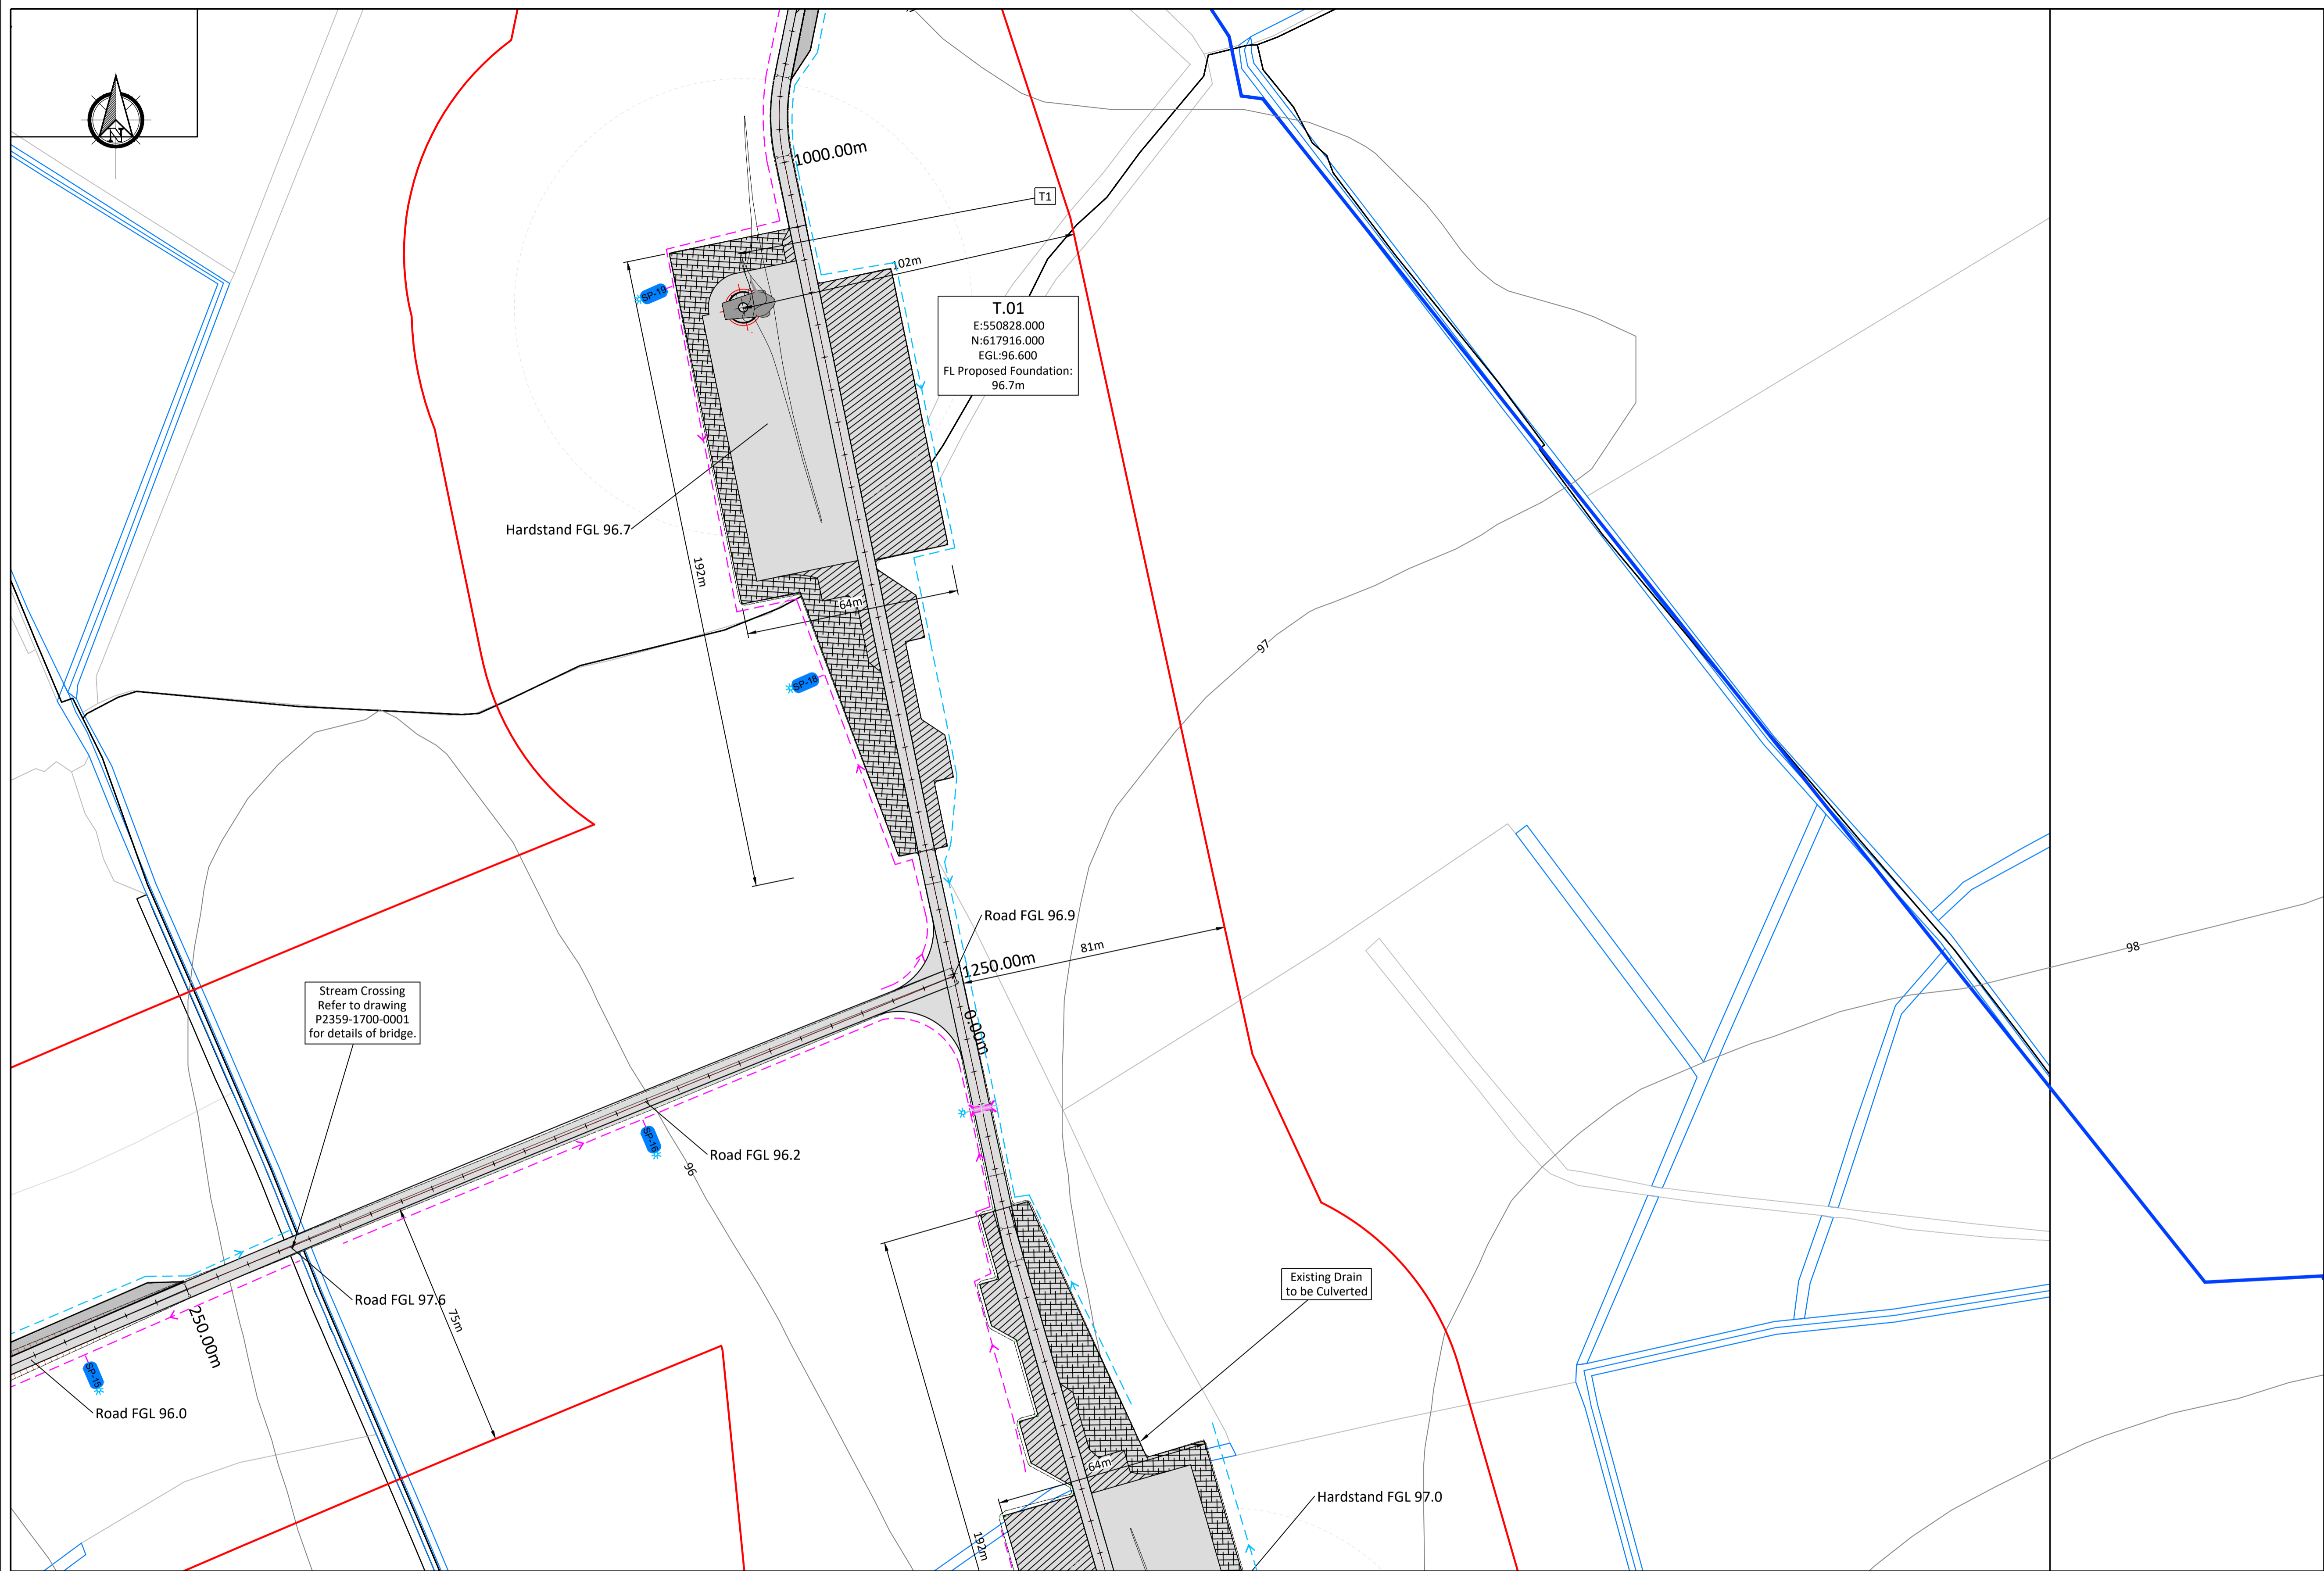 N
1000.00m
T1
102m
SP-19
T.01
E:550828.000
N:617916.000
EGL:96.600
FL Proposed Foundation:
96.7m
Hardstand FGL 96.7
192m
64m
97
SP-18
Road FGL 96.9
81m
98
1250.00m
Stream Crossing
Refer to drawing
P2359-1700-0001
for details of bridge.
0.00m
SP-16
Road FGL 96.2
96
Existing Drain
to be Culverted
Road FGL 97.6
75m
250.00m
SP-15
Road FGL 96.0
64m
Hardstand FGL 97.0
192m